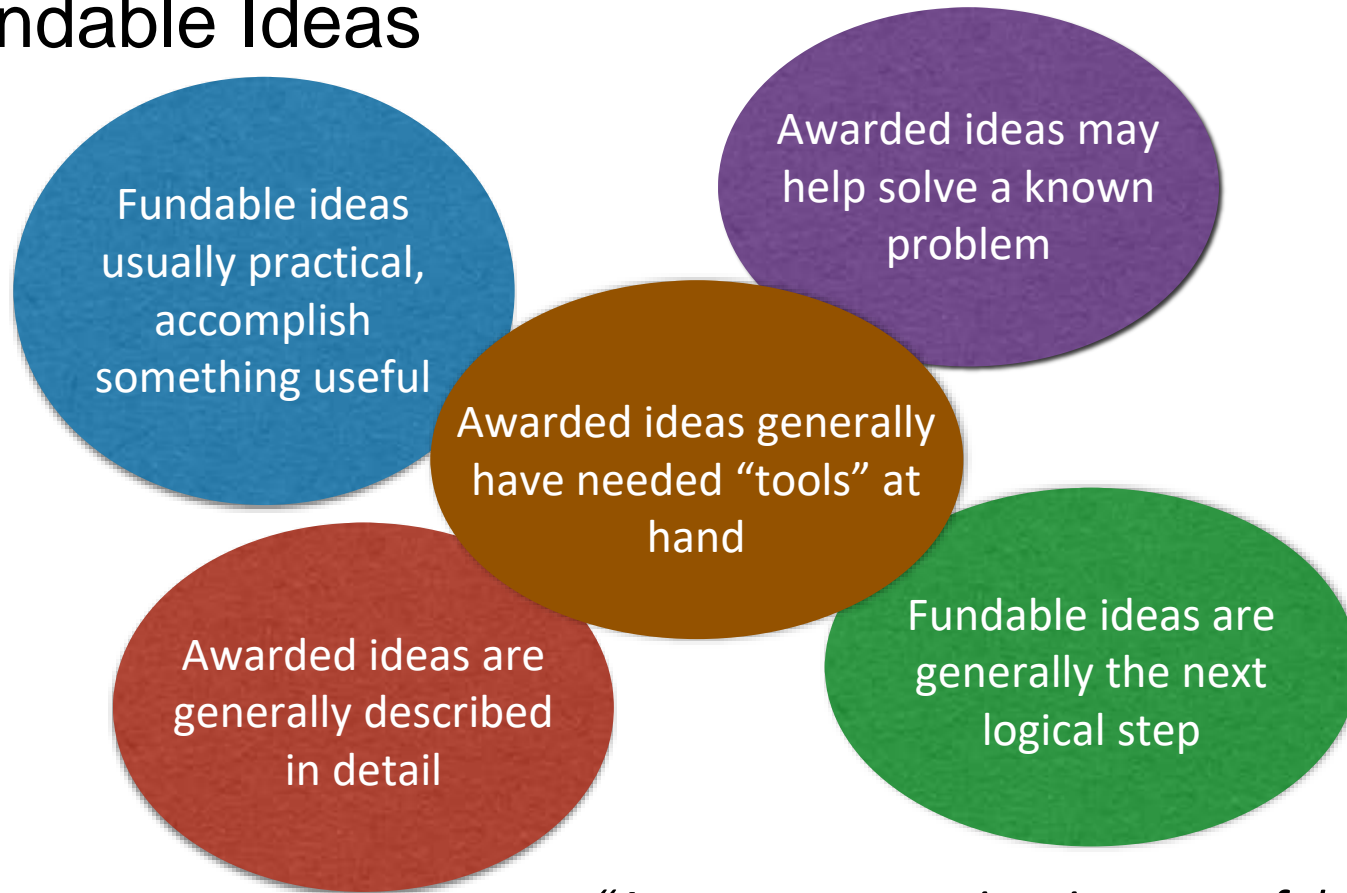 ndable Ideas
Fundable ideas
usually practical,
accomplish
something useful
Awarded ideas may
help solve a known
problem
Awarded ideas generally
have needed “tools” at
hand
Awarded ideas are
generally described
in detail
Fundable ideas are
generally the next
logical step